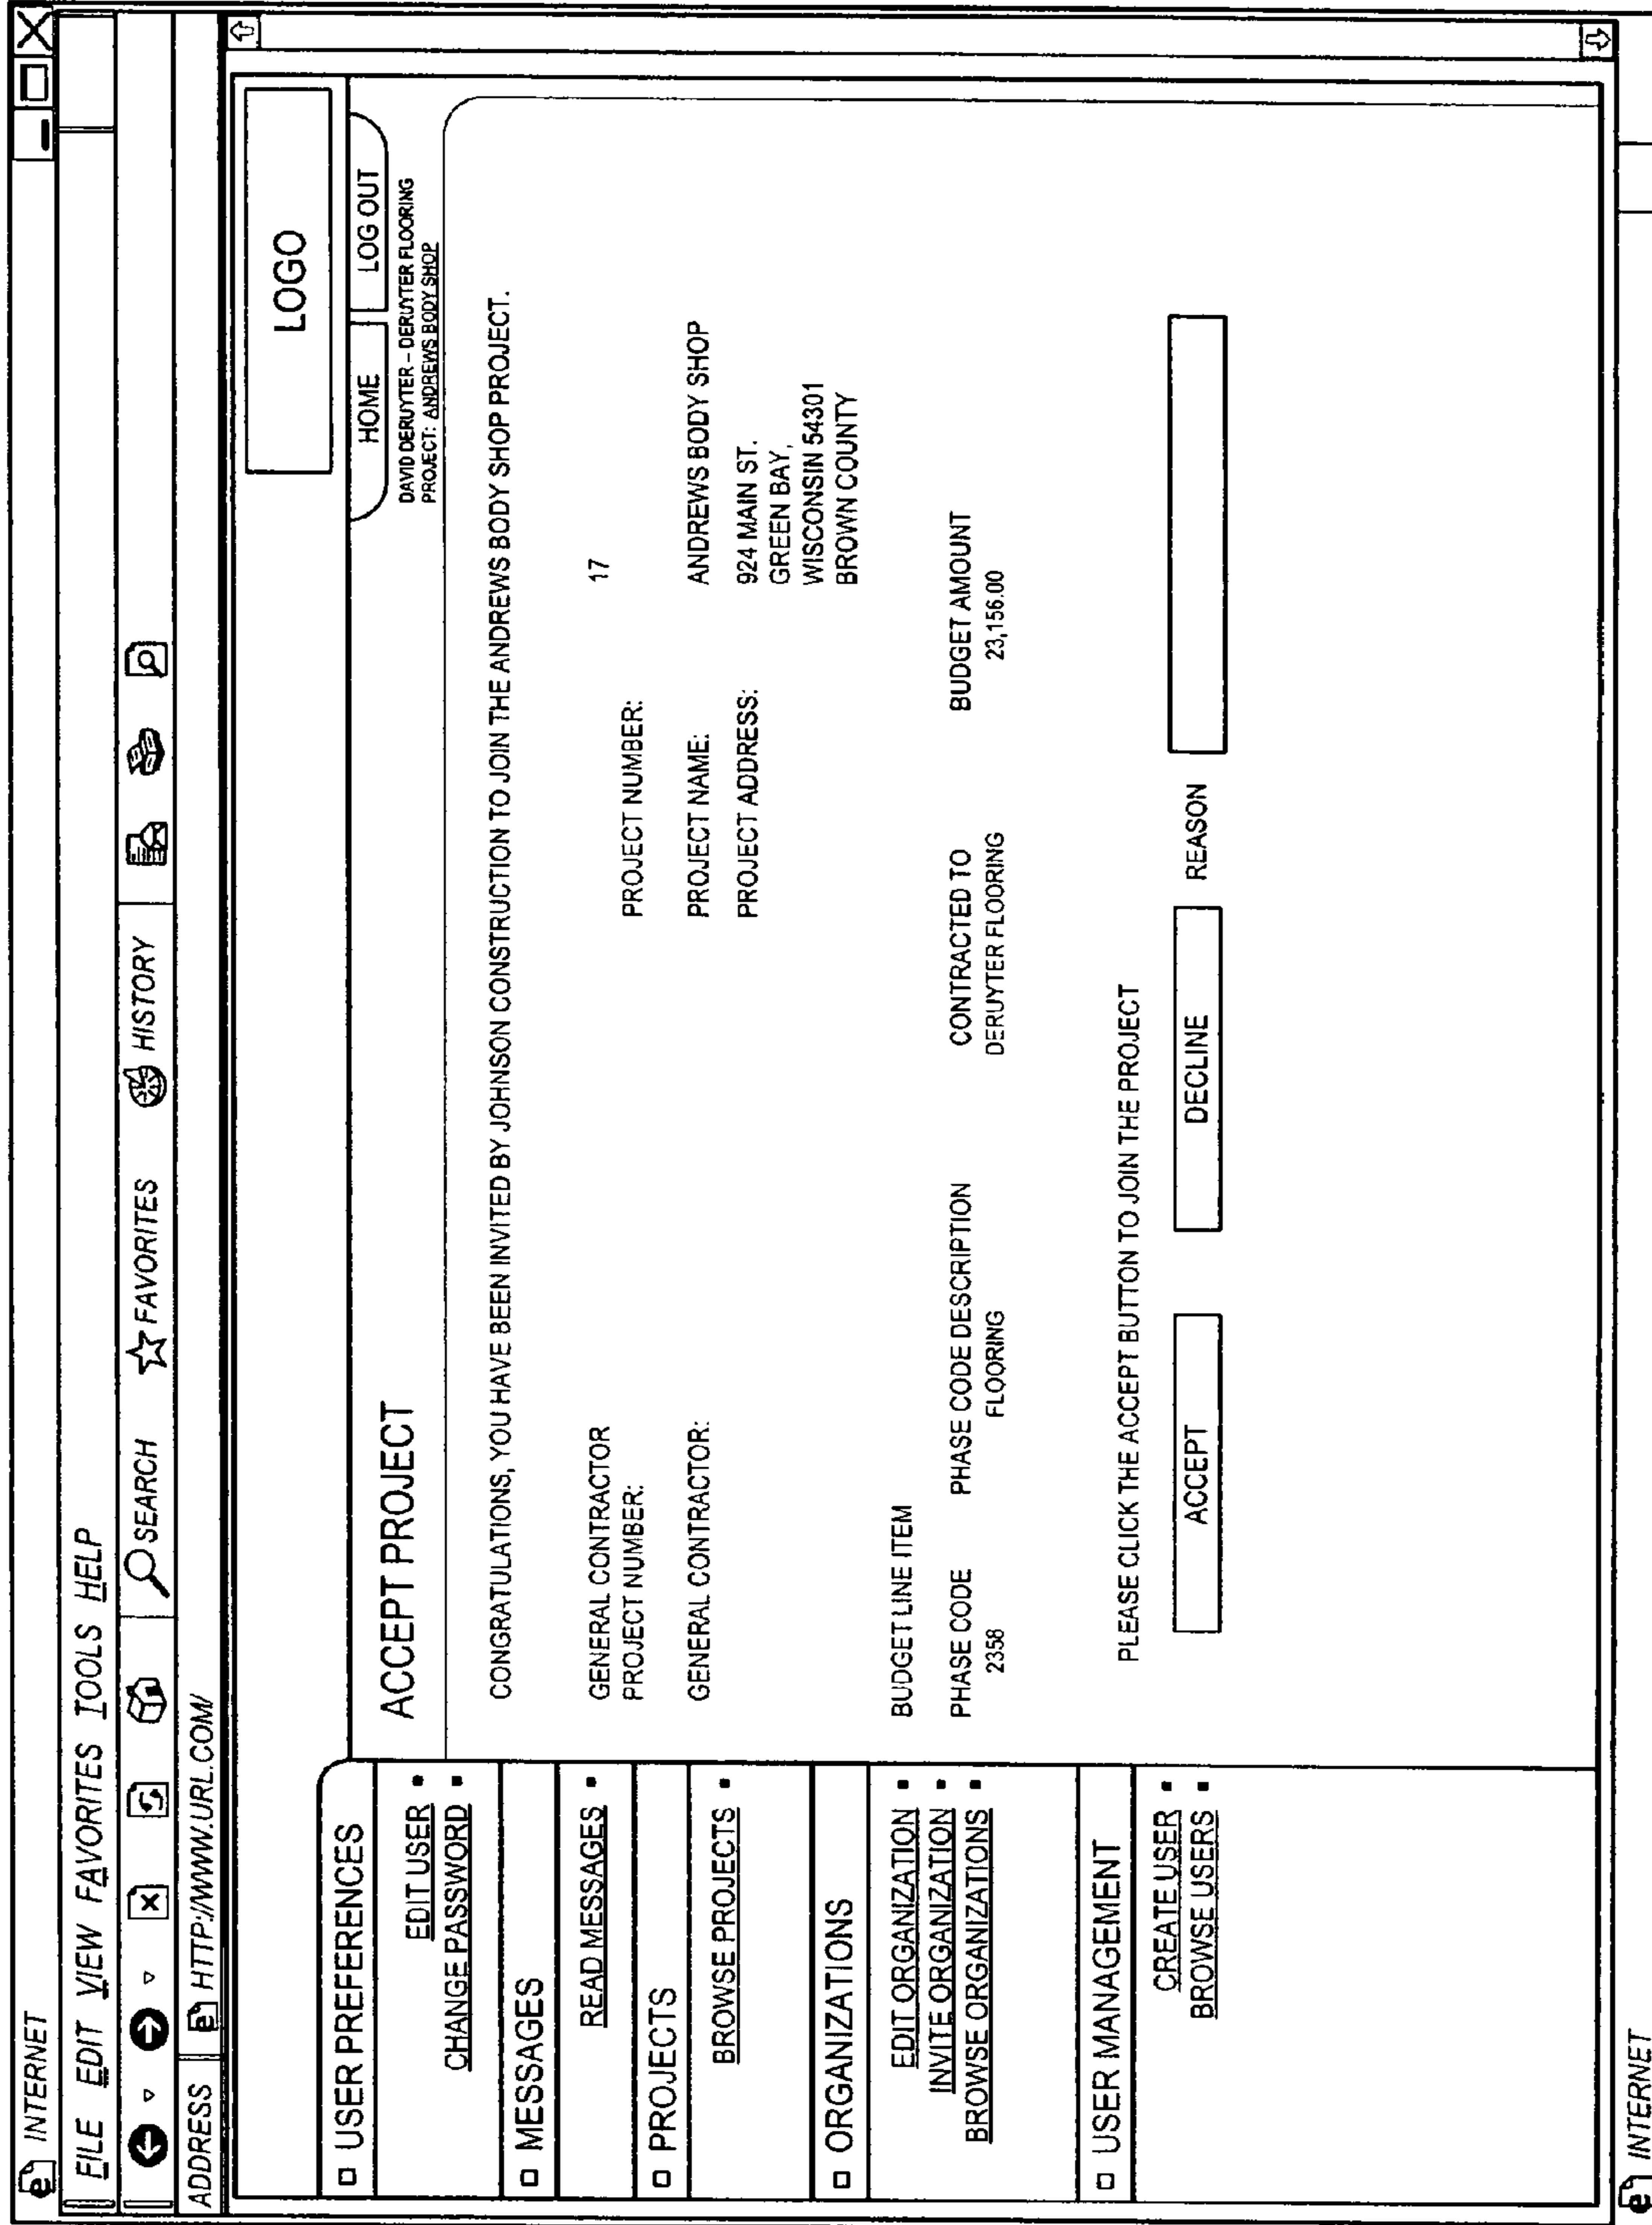 INTERNET
FILE EDIT VIEW FAVORITES TOOLS HELP
SEARCH FAVORITES HISTORY
ADDRESS HTTP://WWW.URL.COM/
LOGO
HOME LOG OUT
DAVID DERUYTER – DERUYTER FLOORING
PROJECT: ANDREWS BODY SHOP
USER PREFERENCES
EDIT USER
CHANGE PASSWORD
MESSAGES
READ MESSAGES
PROJECTS
BROWSE PROJECTS
ORGANIZATIONS
EDIT ORGANIZATION
INVITE ORGANIZATION
BROWSE ORGANIZATIONS
USER MANAGEMENT
CREATE USER
BROWSE USERS
ACCEPT PROJECT
CONGRATULATIONS, YOU HAVE BEEN INVITED BY JOHNSON CONSTRUCTION TO JOIN THE ANDREWS BODY SHOP PROJECT.
GENERAL CONTRACTOR 17
PROJECT NUMBER: PROJECT NUMBER:
GENERAL CONTRACTOR: PROJECT NAME: ANDREWS BODY SHOP
PROJECT ADDRESS: 924 MAIN ST.
GREEN BAY,
WISCONSIN 54301
BROWN COUNTY
BUDGET LINE ITEM
PHASE CODE PHASE CODE DESCRIPTION CONTRACTED TO BUDGET AMOUNT
2358 FLOORING DERUYTER FLOORING 23,156.00
PLEASE CLICK THE ACCEPT BUTTON TO JOIN THE PROJECT
ACCEPT DECLINE REASON
INTERNET